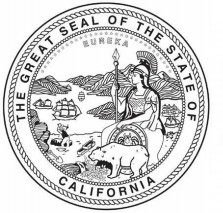 THE GREAT SEAL OF THE STATE OF
CALIFORNIA
EUREKA